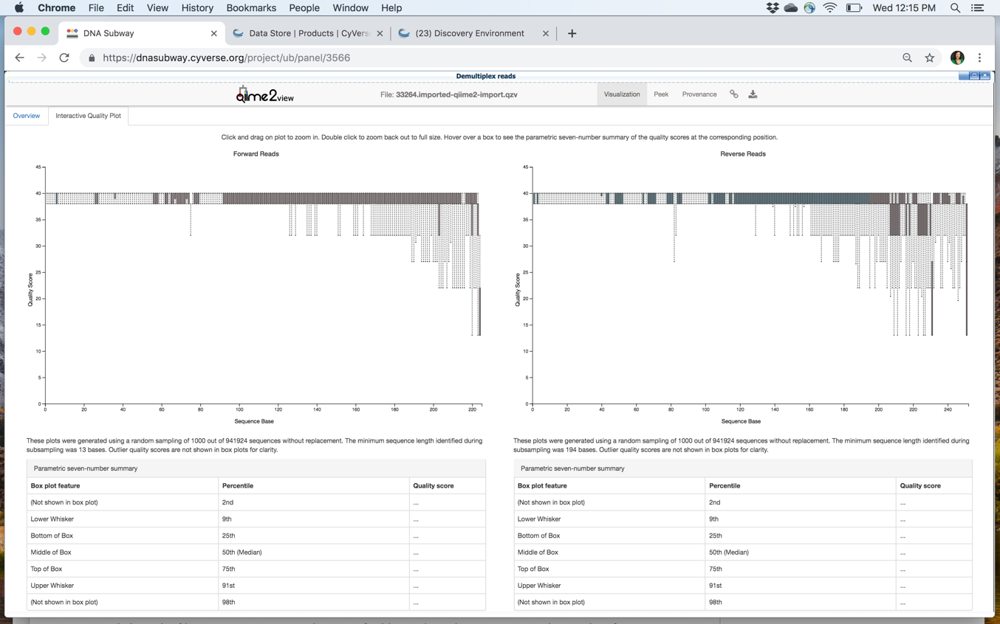 Chrome File Edit View History Bookmarks People Window Help Wed 12:15 PM
DNA Subway Data Store | Products | CyVers (23) Discovery Environment
https://dnasubway.cyverse.org/project/ub/panel/3566
Demultiplex reads
qiime2view File: 33264.imported-qiime2-import.qzv Visualization Peek Provenance
Overview Interactive Quality Plot
Click and drag on plot to zoom in. Double click to zoom back out to full size. Hover over a box to see the parametric seven-number summary of the quality scores at the corresponding position.
Forward Reads
45
40
35
30
25
20
15
10
5
0
Quality Score
0 20 40 60 80 100 120 140 160 180 200 220
Sequence Base
These plots were generated using a random sampling of 1000 out of 941924 sequences without replacement. The minimum sequence length identified during
subsampling was 13 bases. Outlier quality scores are not shown in box plots for clarity.
Parametric seven-number summary
Box plot feature Percentile Quality score
(Not shown in box plot) 2nd ...
Lower Whisker 9th ...
Bottom of Box 25th ...
Middle of Box 50th (Median) ...
Top of Box 75th ...
Upper Whisker 91st ...
(Not shown in box plot) 98th ...
Reverse Reads
45
40
35
30
25
20
15
10
5
0
Quality Score
0 20 40 60 80 100 120 140 160 180 200 220 240
Sequence Base
These plots were generated using a random sampling of 1000 out of 941924 sequences without replacement. The minimum sequence length identified during
subsampling was 194 bases. Outlier quality scores are not shown in box plots for clarity.
Parametric seven-number summary
Box plot feature Percentile Quality score
(Not shown in box plot) 2nd ...
Lower Whisker 9th ...
Bottom of Box 25th ...
Middle of Box 50th (Median) ...
Top of Box 75th ...
Upper Whisker 91st ...
(Not shown in box plot) 98th ...